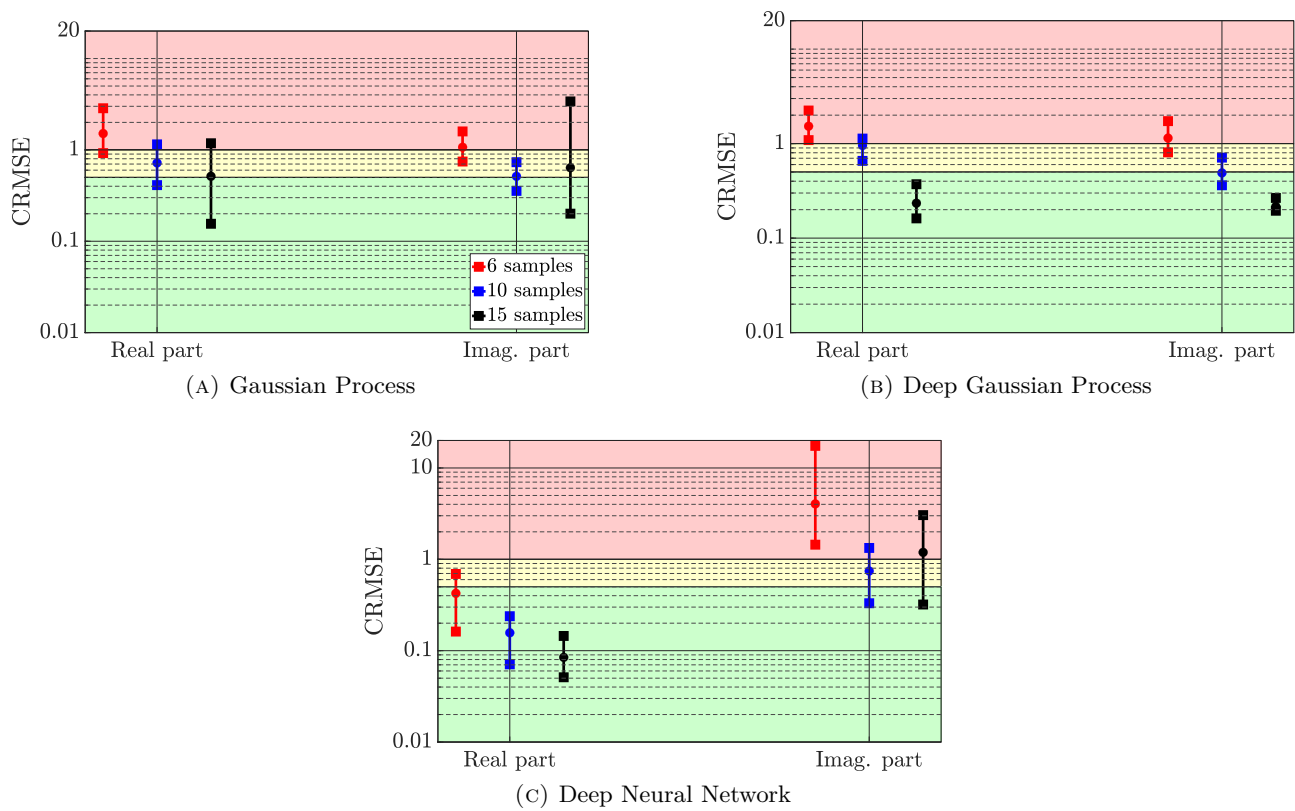 20
1
0.1
0.01
CRMSE
6 samples
10 samples
15 samples
Real part
Imag. part
(A) Gaussian Process
20
1
0.1
0.01
CRMSE
Real part
Imag. part
(B) Deep Gaussian Process
20
10
1
0.1
0.01
CRMSE
Real part
Imag. part
(C) Deep Neural Network